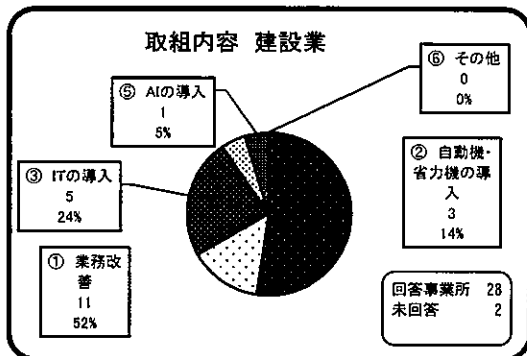 取組内容 建設業
⑥ その他
0
0%
⑤ AIの導入
1
5%
③ ITの導入
5
24%
② 自動機・
省力機の導
入
3
14%
① 業務改
善
11
52%
回答事業所 28
未回答 2